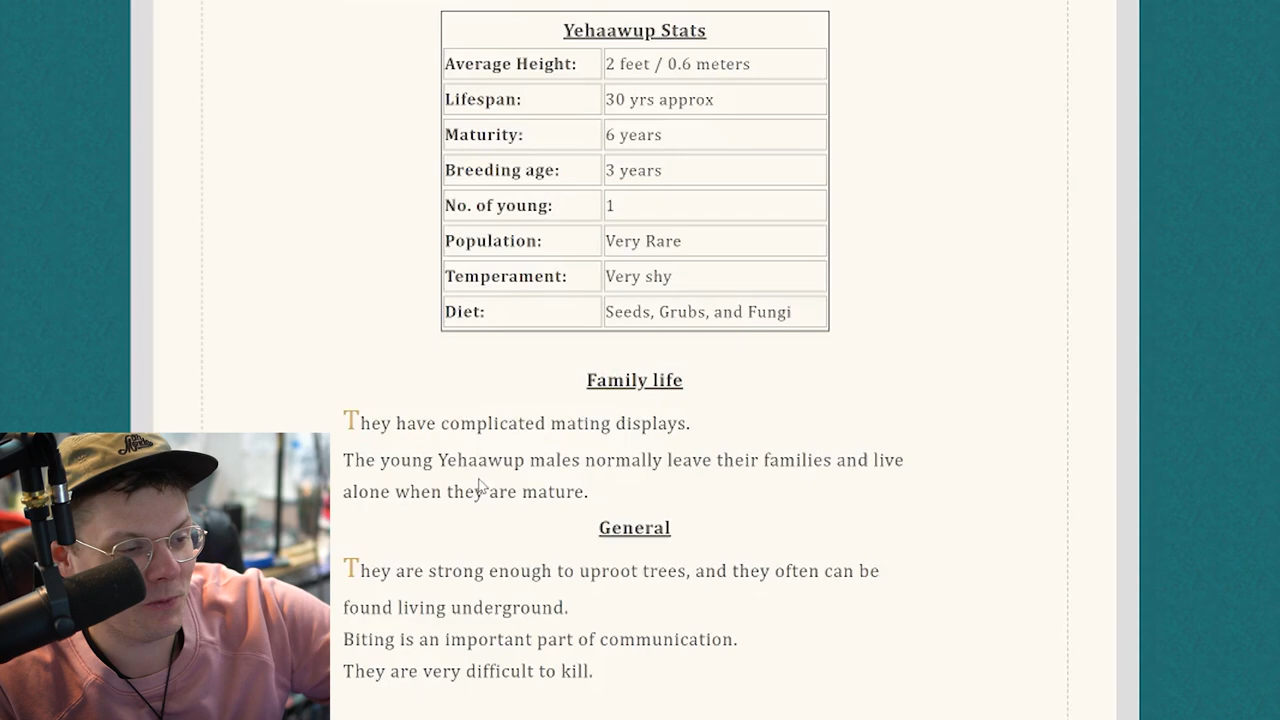 Yehaawup Stats
Average Height: 2 feet / 0.6 meters
Lifespan: 30 yrs approx
Maturity: 6 years
Breeding age: 3 years
No. of young: 1
Population: Very Rare
Temperament: Very shy
Diet: Seeds, Grubs, and Fungi
Family life
They have complicated mating displays.
The young Yehaawup males normally leave their families and live
alone when they are mature.
General
They are strong enough to uproot trees, and they often can be
found living underground.
Biting is an important part of communication.
They are very difficult to kill.